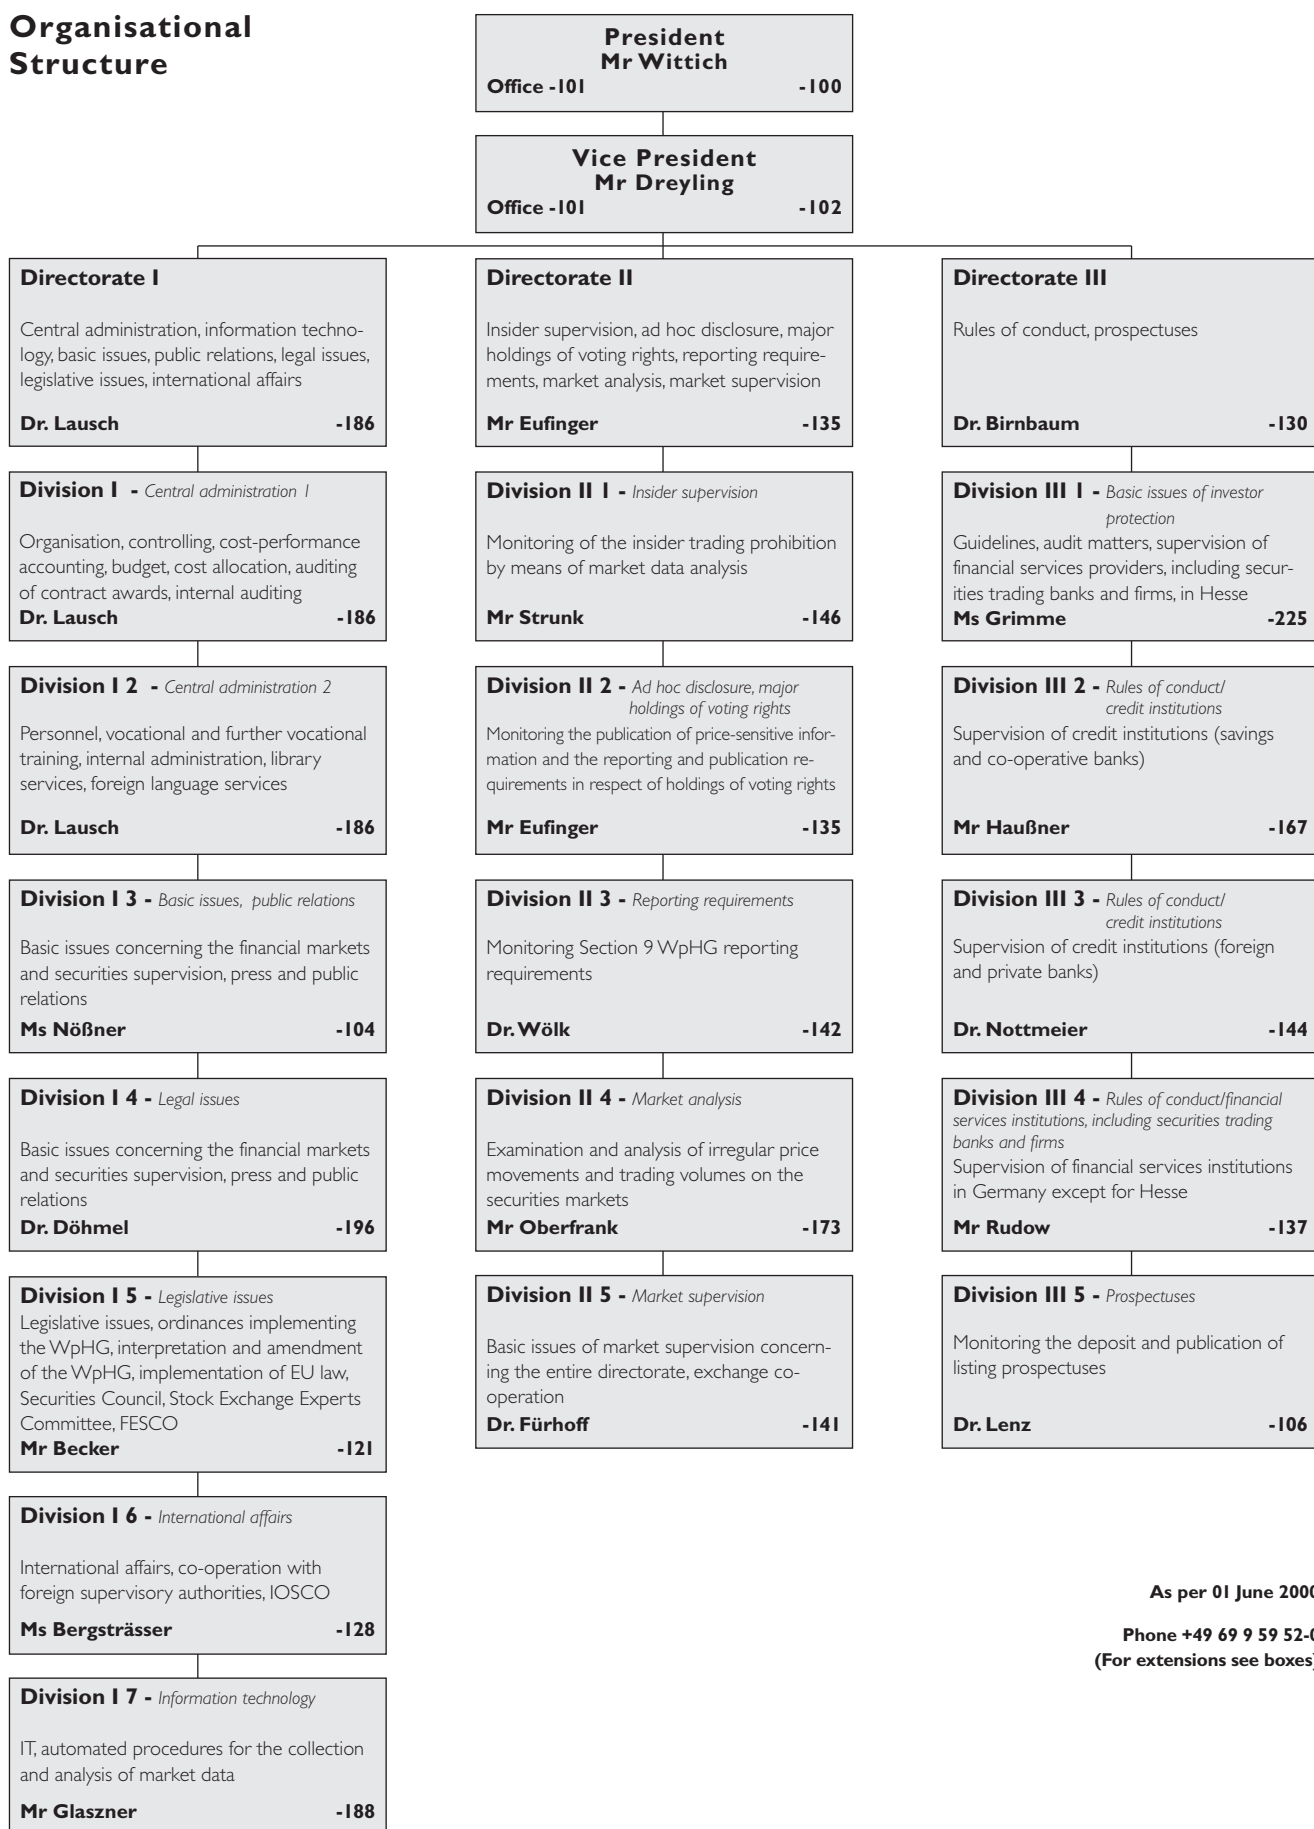 Organisational
Structure
President
Mr Wittich
Office -101 -100
Vice President
Mr Dreyling
Office -101 -102
Directorate I
Central administration, information techno-
logy, basic issues, public relations, legal issues,
legislative issues, international affairs
Dr. Lausch -186
Division I - Central administration 1
Organisation, controlling, cost-performance
accounting, budget, cost allocation, auditing
of contract awards, internal auditing
Dr. Lausch -186
Division I 2 - Central administration 2
Personnel, vocational and further vocational
training, internal administration, library
services, foreign language services
Dr. Lausch -186
Division I 3 - Basic issues, public relations
Basic issues concerning the financial markets
and securities supervision, press and public
relations
Ms Nößner -104
Division I 4 - Legal issues
Basic issues concerning the financial markets
and securities supervision, press and public
relations
Dr. Döhmel -196
Division I 5 - Legislative issues
Legislative issues, ordinances implementing
the WpHG, interpretation and amendment
of the WpHG, implementation of EU law,
Securities Council, Stock Exchange Experts
Committee, FESCO
Mr Becker -121
Division I 6 - International affairs
International affairs, co-operation with
foreign supervisory authorities, IOSCO
Ms Bergsträsser -128
Division I 7 - Information technology
IT, automated procedures for the collection
and analysis of market data
Mr Glaszner -188
Directorate II
Insider supervision, ad hoc disclosure, major
holdings of voting rights, reporting require-
ments, market analysis, market supervision
Mr Eufinger -135
Division II 1 - Insider supervision
Monitoring of the insider trading prohibition
by means of market data analysis
Mr Strunk -146
Division II 2 - Ad hoc disclosure, major
holdings of voting rights
Monitoring the publication of price-sensitive infor-
mation and the reporting and publication re-
quirements in respect of holdings of voting rights
Mr Eufinger -135
Division II 3 - Reporting requirements
Monitoring Section 9 WpHG reporting
requirements
Dr. Wölk -142
Division II 4 - Market analysis
Examination and analysis of irregular price
movements and trading volumes on the
securities markets
Mr Oberfrank -173
Division II 5 - Market supervision
Basic issues of market supervision concern-
ing the entire directorate, exchange co-
operation
Dr. Fürhoff -141
Directorate III
Rules of conduct, prospectuses
Dr. Birnbaum -130
Division III 1 - Basic issues of investor
protection
Guidelines, audit matters, supervision of
financial services providers, including secur-
ities trading banks and firms, in Hesse
Ms Grimme -225
Division III 2 - Rules of conduct/
credit institutions
Supervision of credit institutions (savings
and co-operative banks)
Mr Haußner -167
Division III 3 - Rules of conduct/
credit institutions
Supervision of credit institutions (foreign
and private banks)
Dr. Nottmeier -144
Division III 4 - Rules of conduct/financial
services institutions, including securities trading
banks and firms
Supervision of financial services institutions
in Germany except for Hesse
Mr Rudow -137
Division III 5 - Prospectuses
Monitoring the deposit and publication of
listing prospectuses
Dr. Lenz -106
As per 01 June 2000
Phone +49 69 9 59 52-0
(For extensions see boxes)